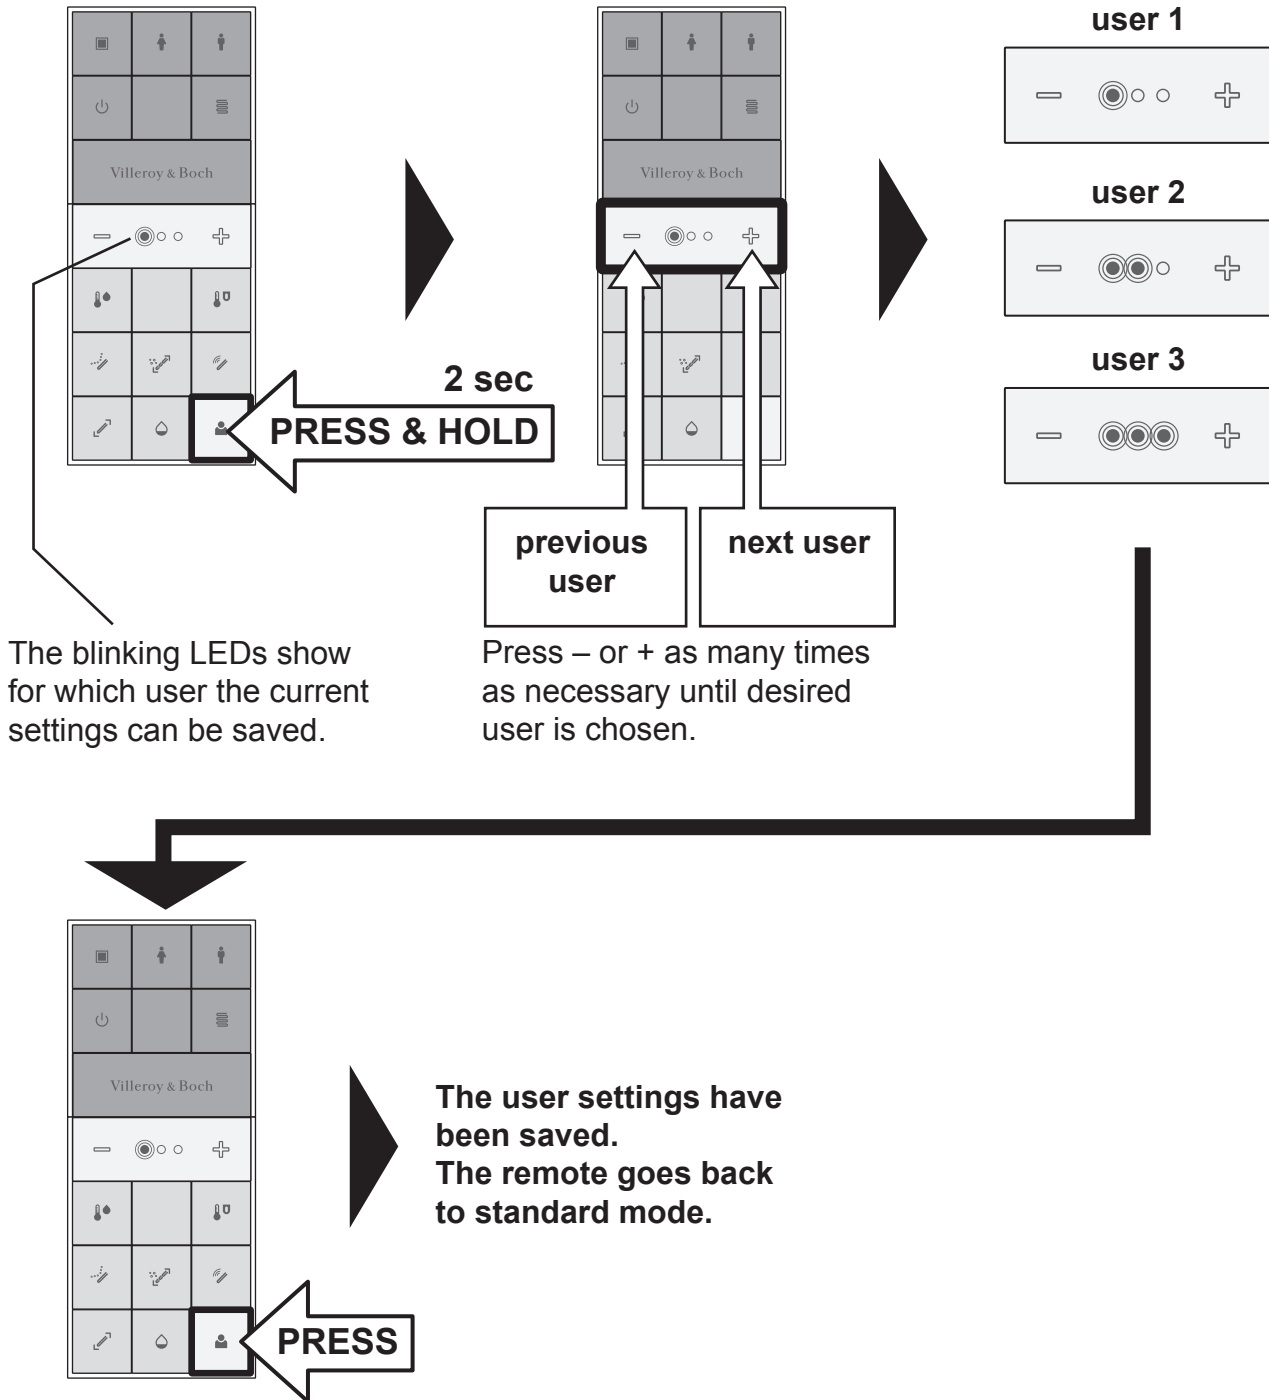 user 1
Villeroy & Boch
Villeroy & Boch
user 2
user 3
2 sec
PRESS & HOLD
previous
user
next user
The blinking LEDs show
for which user the current
settings can be saved.
Press – or + as many times
as necessary until desired
user is chosen.
Villeroy & Boch
The user settings have
been saved.
The remote goes back
to standard mode.
PRESS